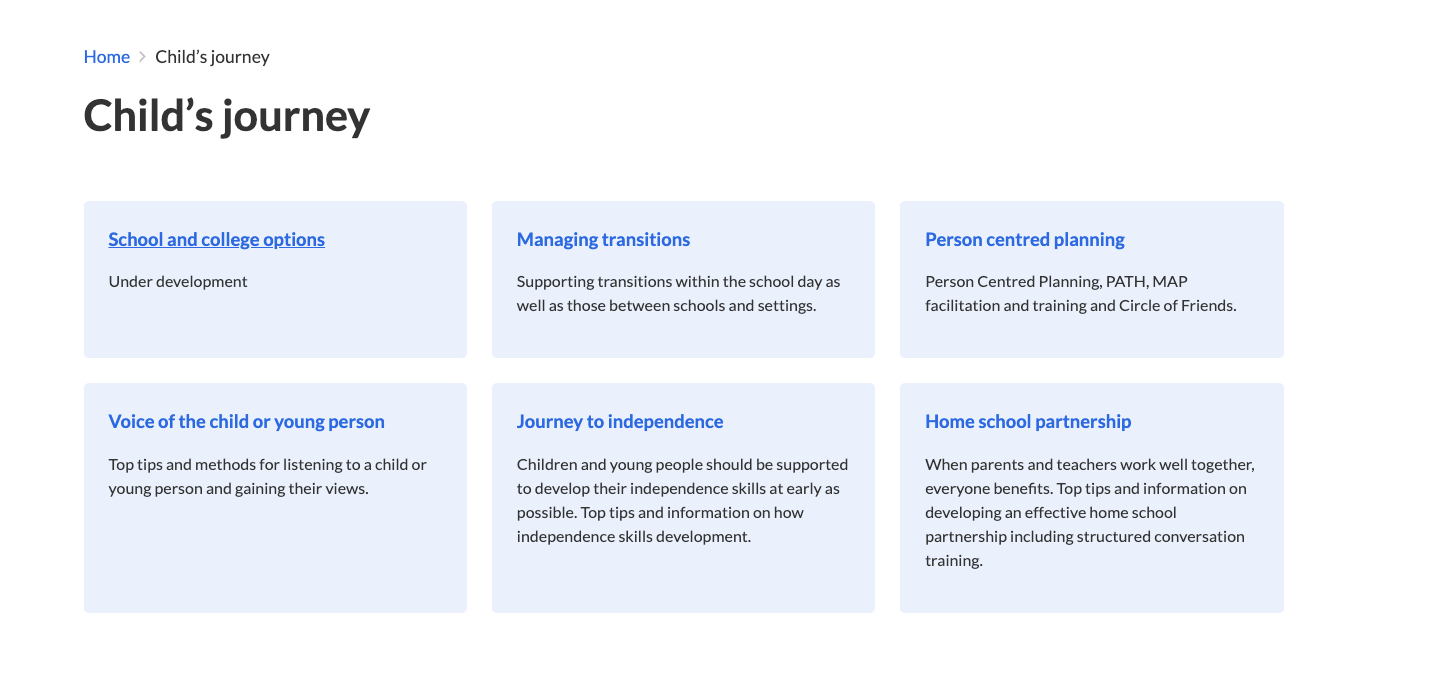 Home > Child’s journey
Child’s journey
School and college options
Under development
Managing transitions
Supporting transitions within the school day as
well as those between schools and settings.
Person centred planning
Person Centred Planning, PATH, MAP
facilitation and training and Circle of Friends.
Voice of the child or young person
Top tips and methods for listening to a child or
young person and gaining their views.
Journey to independence
Children and young people should be supported
to develop their independence skills at early as
possible. Top tips and information on how
independence skills development.
Home school partnership
When parents and teachers work well together,
everyone benefits. Top tips and information on
developing an effective home school
partnership including structured conversation
training.